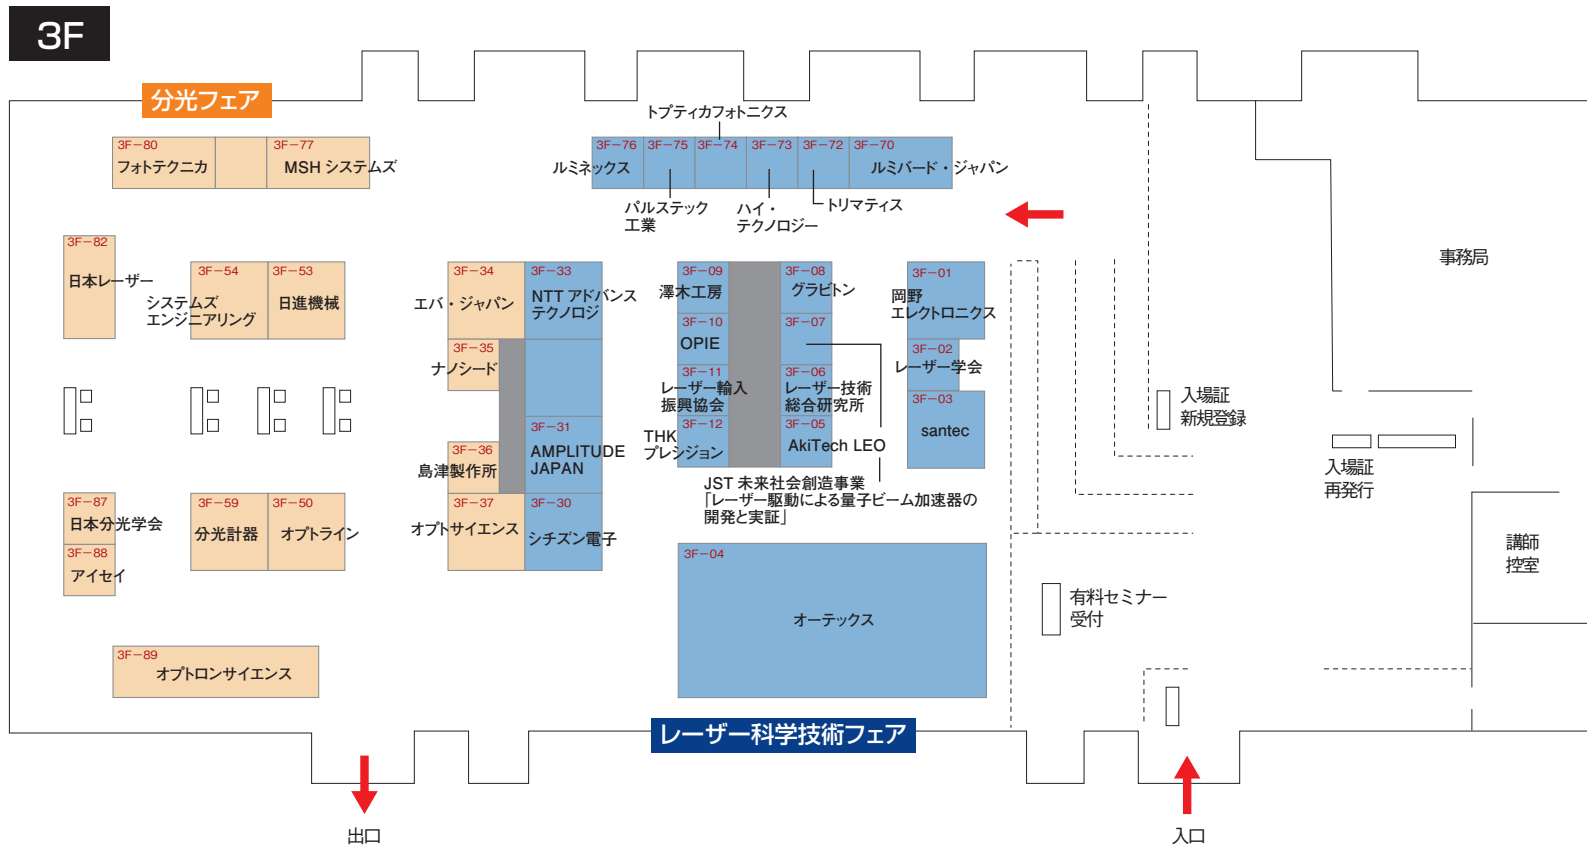 3F
分光フェア
トプティカフォトニクス
3F−80
フォトテクニカ
3F−77
MSH システムズ
3F−76
ルミネックス
3F−75
パルステック
工業
3F−74
3F−73
ハイ・
テクノロジー
3F−72
トリマティス
3F−70
ルミバード・ジャパン
3F−82
日本レーザー
3F−54
システムズ
エンジニアリング
3F−53
日進機械
3F−34
エバ・ジャパン
3F−33
NTT アドバンス
テクノロジ
3F−09
澤木工房
3F−08
グラビトン
3F−01
岡野
エレクトロニクス
事務局
3F−10
OPIE
3F−07
3F−35
ナノシード
3F−02
レーザー学会
3F−11
レーザー輸入
振興協会
3F−06
レーザー技術
総合研究所
3F−03
santec
入場証
新規登録
3F−31
AMPLITUDE
JAPAN
3F−12
THK
プレシジョン
3F−05
AkiTech LEO
3F−36
島津製作所
入場証
再発行
JST 未来社会創造事業
「レーザー駆動による量子ビーム加速器の
開発と実証」
3F−87
日本分光学会
3F−59
分光計器
3F−50
オプトライン
3F−37
オプトサイエンス
3F−30
シチズン電子
3F−88
アイセイ
3F−04
オーテックス
講師
控室
有料セミナー
受付
3F−89
オプトロンサイエンス
レーザー科学技術フェア
出口
入口